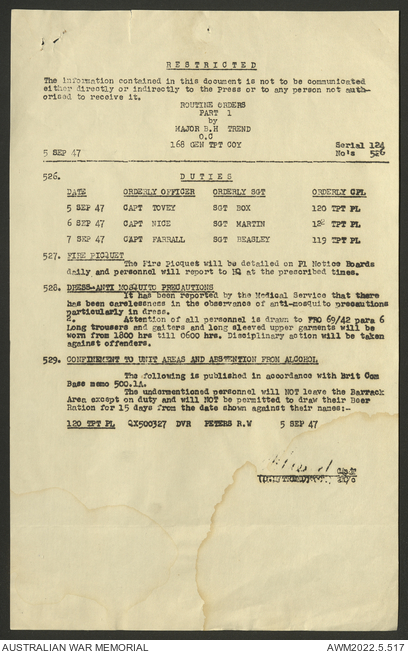 RESTRICTED
The information contained in this document is not to be communicated
either directly or indirectly to the Press or to any person not auth-
orised to receive it.
ROUTINE ORDERS
PART 1
by
MAJOR B.H TREND
O.C
168 GEN TPT COY
Serial 124
5 SEP 47 No's
526. DUTIES
DATE ORDERLY OFFICER ORDERLY SGT ORDERLY CPL
5 SEP 47 CAPT TOVEY SGT BOX 120 TPT PL
6 SEP 47 CAPT NICE SGT MARTIN TPT PL
7 SEP 47 CAPT FARRALL SGT BEASLEY 119 TPT PL
527. FIRE PICQUET
The Fire Picquet will be detailed on Pl Notice Boards
daily and personnel will report to HQ at the prescribed times.
528. DRESS-ANTI MOSQUITO PRECAUTIONS
It has been reported by the Medical Service that there
has been carelessness in the observance of anti-mosquito precautions
particularly in dress.
2. Attention of all personnel is drawn to FRO 69/42 para 6
Long trousers and gaiters and long sleeved upper garments will be
worn from 1800 hrs till 0600 hrs. Disciplinary action will be taken
against offenders.
529. CONFINEMENT TO UNIT AREAS AND ABSTENTION FROM ALCOHOL
The following is published in accordance with Brit Com
Base memo 500.1A.
The undermentioned personnel will NOT leave the Barrack
Area except on duty and will NOT be permitted to draw their Beer
Ration for 15 days from the date shown against their names:-
120 TPT PL QX500327 DVR PETERS R.W 5 SEP 47
AUSTRALIAN WAR MEMORIAL AWM2022.5.517